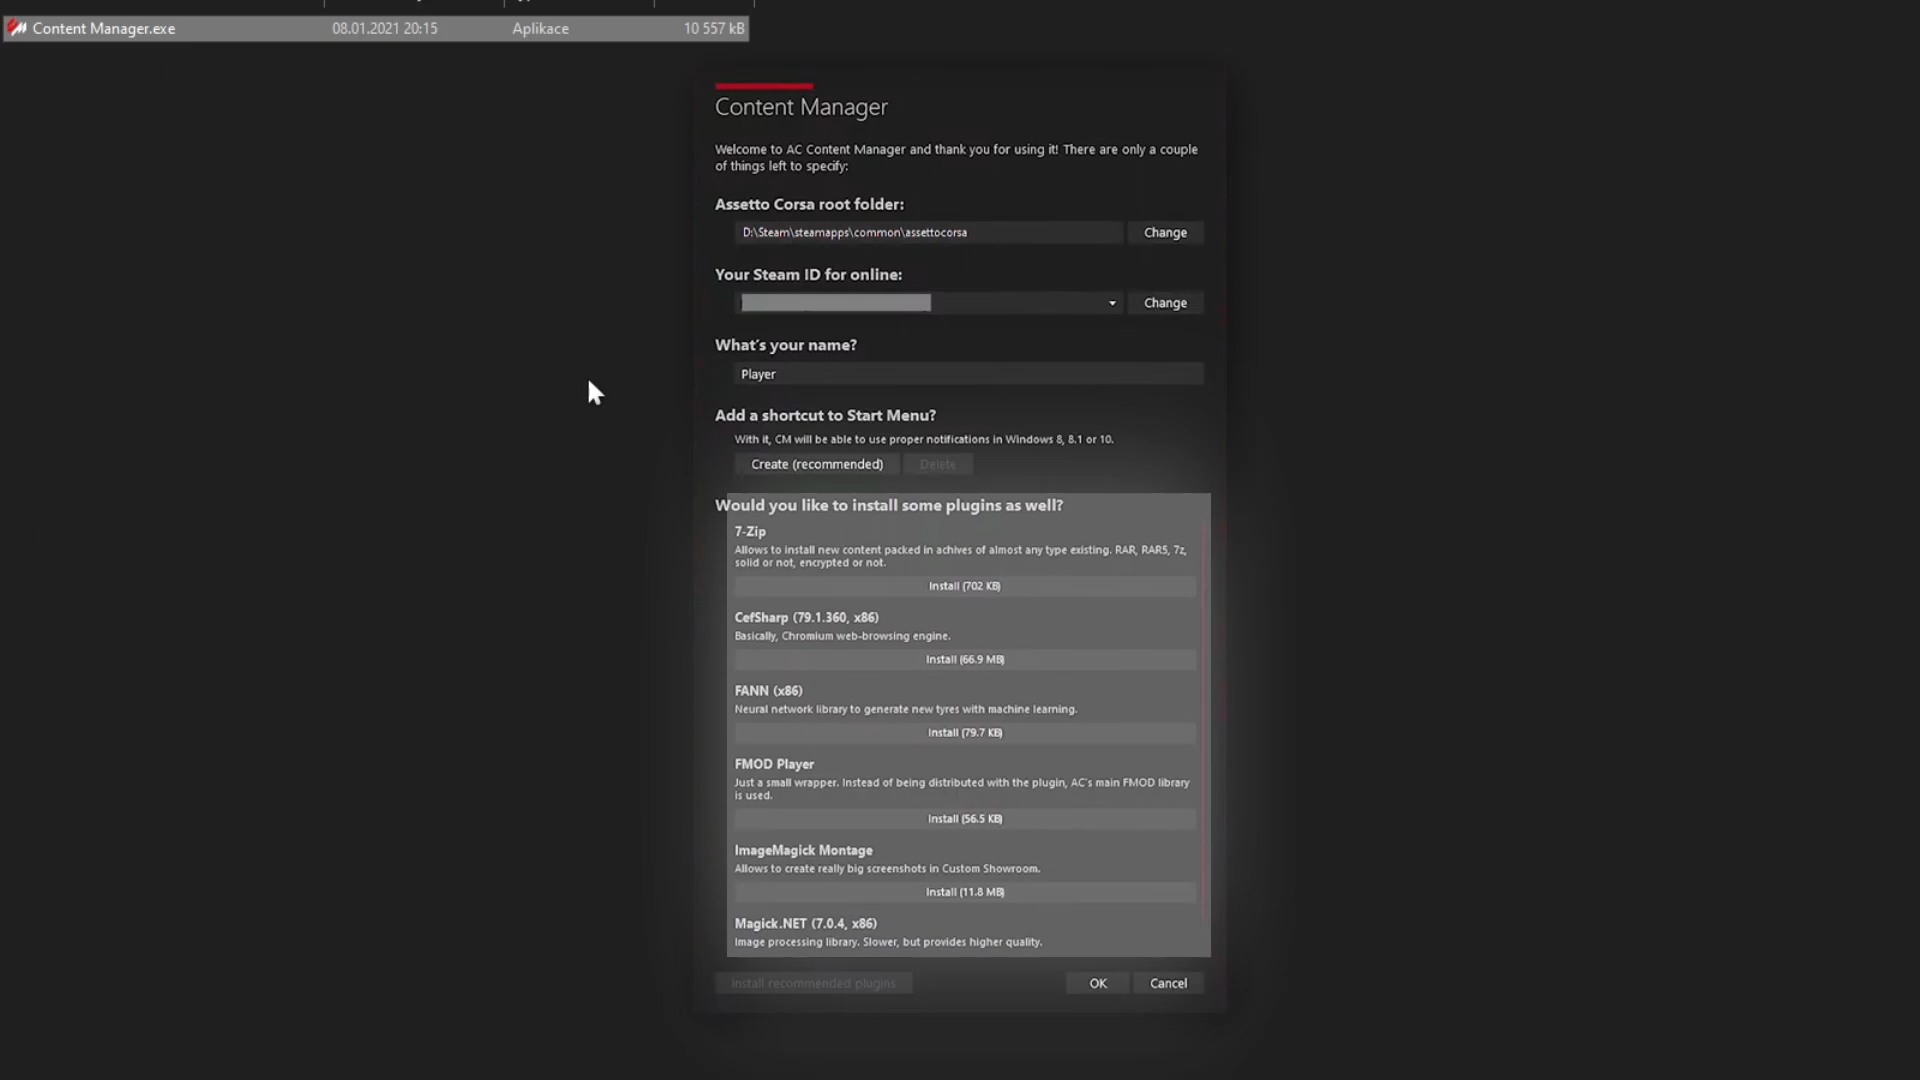 Content Manager.exe 08.01.2021 20:15 Aplikace 10 557 kB
Content Manager
Welcome to AC Content Manager and thank you for using it! There are only a couple
of things left to specify:
Assetto Corsa root folder:
D:\Steam\steamapps\common\assettocorsa Change
Your Steam ID for online:
Change
What's your name?
Player
Add a shortcut to Start Menu?
With it, CM will be able to use proper notifications in Windows 8, 8.1 or 10.
Create (recommended) Delete
Would you like to install some plugins as well?
7-Zip
Allows to install new content packed in achives of almost any type existing. RAR, RAR5, 7z,
solid or not, encrypted or not.
Install (702 KB)
CefSharp (79.1.360, x86)
Basically, Chromium web-browsing engine.
Install (66.9 MB)
FANN (x86)
Neural network library to generate new tyres with machine learning.
Install (79.7 KB)
FMOD Player
Just a small wrapper. Instead of being distributed with the plugin, AC's main FMOD library
is used.
Install (56.5 KB)
ImageMagick Montage
Allows to create really big screenshots in Custom Showroom.
Install (11.8 MB)
Magick.NET (7.0.4, x86)
Image processing library. Slower, but provides higher quality.
Install recommended plugins OK Cancel